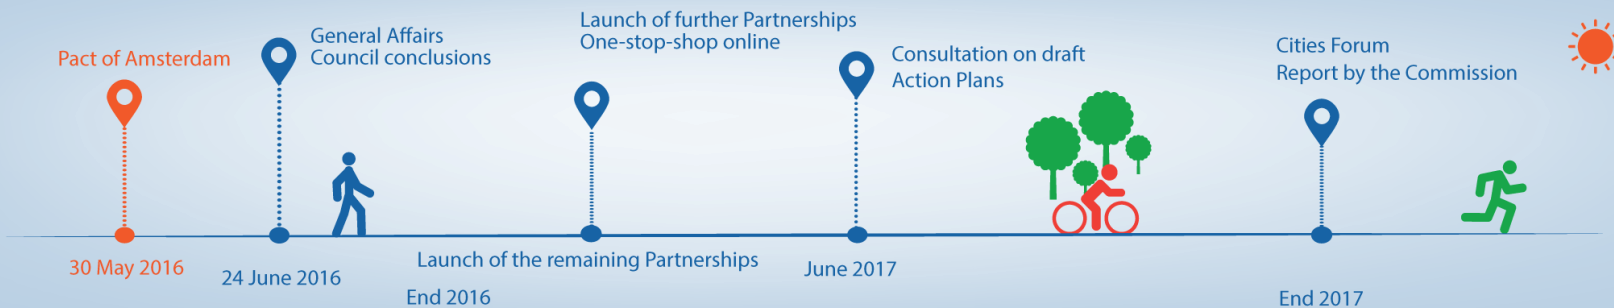 Pact of Amsterdam
30 May 2016
General Affairs
Council conclusions
24 June 2016
Launch of further Partnerships
One-stop-shop online
Launch of the remaining Partnerships
End 2016
Consultation on draft
Action Plans
June 2017
Cities Forum
Report by the Commission
End 2017